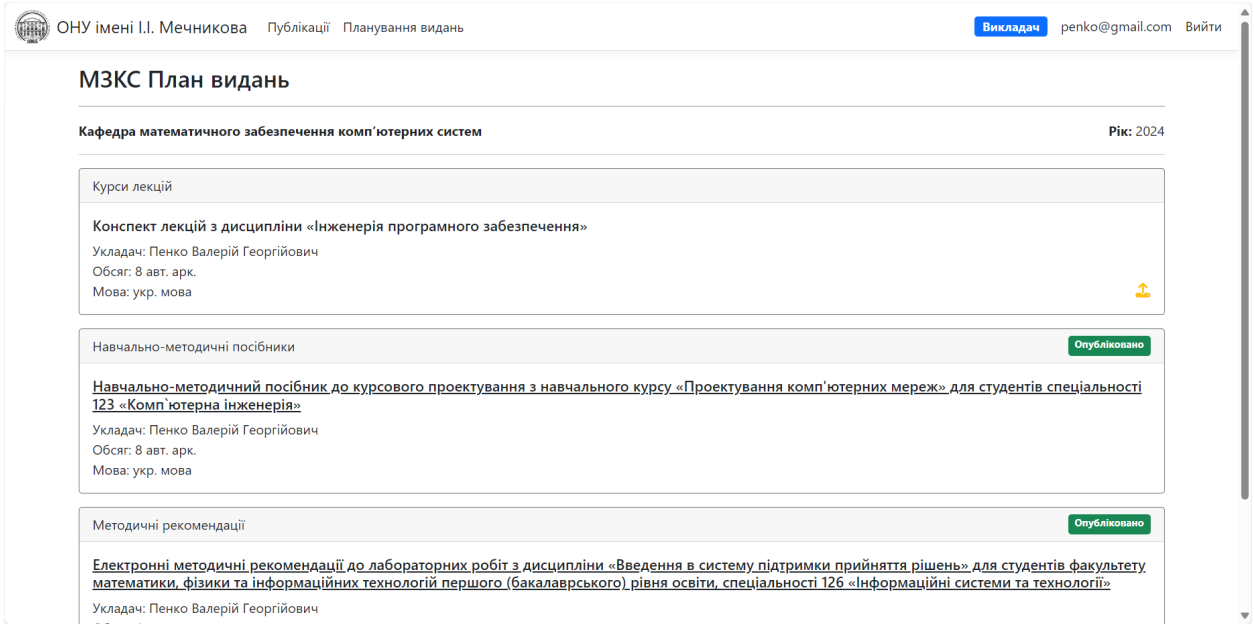 ОНУ імені І.І. Мечникова Публікації Планування видань Викладач penko@gmail.com Вийти
МЗКС План видань
Кафедра математичного забезпечення комп’ютерних систем Рік: 2024
Курси лекцій
Конспект лекцій з дисципліни «Інженерія програмного забезпечення»
Укладач: Пенко Валерій Георгійович
Обсяг: 8 авт. арк.
Мова: укр. мова
Навчально-методичні посібники Опубліковано
Навчально-методичний посібник до курсового проектування з навчального курсу «Проектування комп'ютерних мереж» для студентів спеціальності
123 «Комп`ютерна інженерія»
Укладач: Пенко Валерій Георгійович
Обсяг: 8 авт. арк.
Мова: укр. мова
Методичні рекомендації Опубліковано
Електронні методичні рекомендації до лабораторних робіт з дисципліни «Введення в систему підтримки прийняття рішень» для студентів факультету
математики, фізики та інформаційних технологій першого (бакалаврського) рівня освіти, спеціальності 126 «Інформаційні системи та технології»
Укладач: Пенко Валерій Георгійович